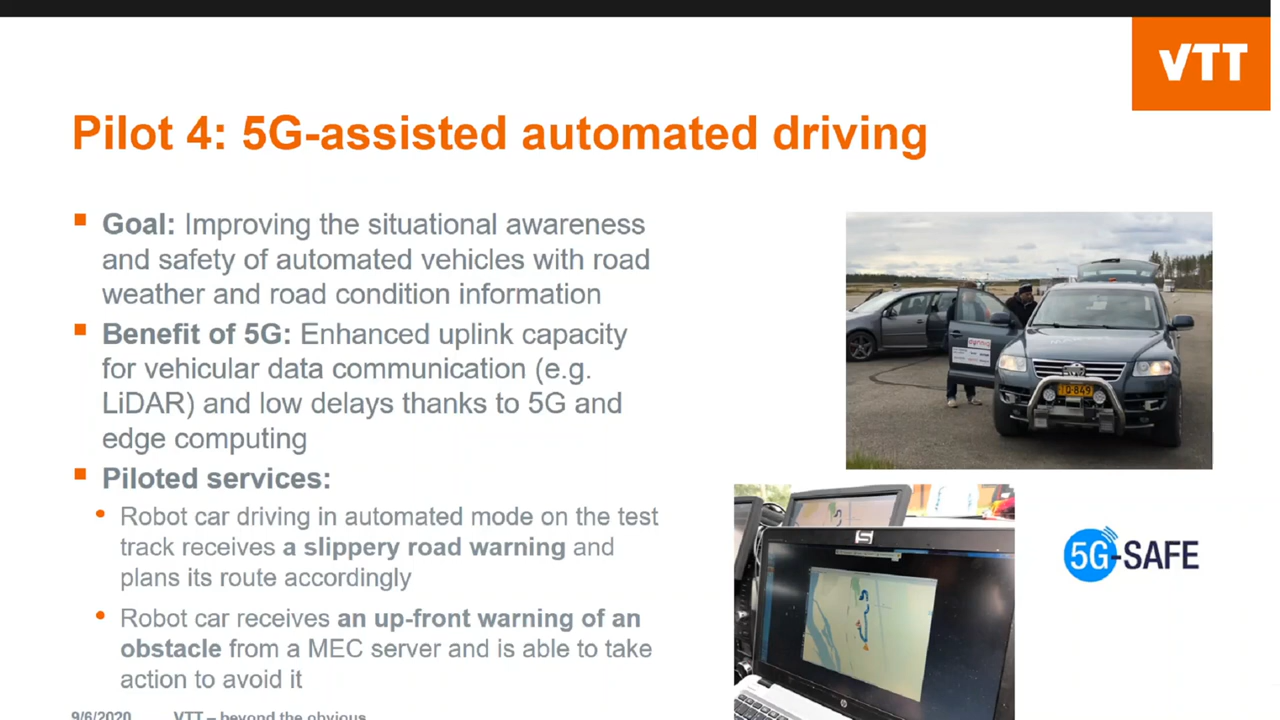 VTT
Pilot 4: 5G-assisted automated driving
Goal: Improving the situational awareness
and safety of automated vehicles with road
weather and road condition information
Benefit of 5G: Enhanced uplink capacity
for vehicular data communication (e.g.
LiDAR) and low delays thanks to 5G and
edge computing
Piloted services:
Robot car driving in automated mode on the test
track receives a slippery road warning and
plans its route accordingly
Robot car receives an up-front warning of an
obstacle from a MEC server and is able to take
action to avoid it
5G-SAFE
9/6/2020 VTT – beyond the obvious